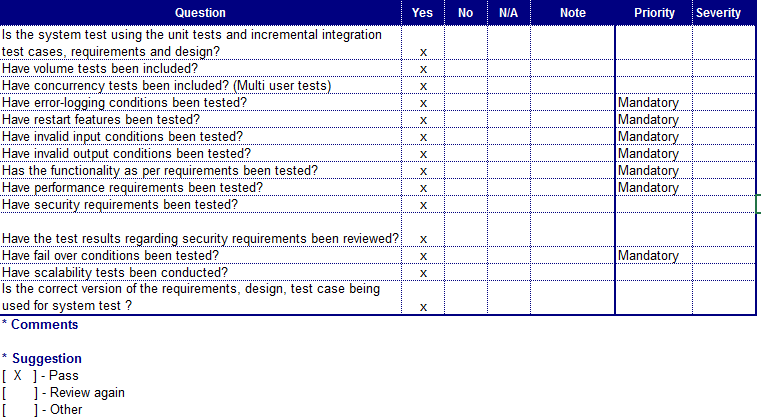 Question Yes No N/A Note Priority Severity
Is the system test using the unit tests and incremental integration
test cases, requirements and design? x
Have volume tests been included? x
Have concurrency tests been included? (Multi user tests) x
Have error-logging conditions been tested? x Mandatory
Have restart features been tested? x Mandatory
Have invalid input conditions been tested? x Mandatory
Have invalid output conditions been tested? x Mandatory
Has the functionality as per requirements been tested? x Mandatory
Have performance requirements been tested? x Mandatory
Have security requirements been tested? x
Have the test results regarding security requirements been reviewed? x
Have fail over conditions been tested? x Mandatory
Have scalability tests been conducted? x
Is the correct version of the requirements, design, test case being
used for system test ? x
* Comments
* Suggestion
[ X ] - Pass
[ ] - Review again
[ ] - Other